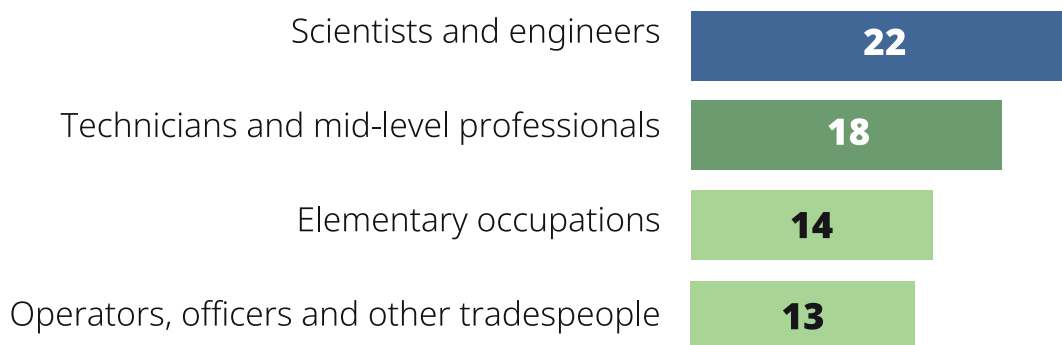 Scientists and engineers 22
Technicians and mid-level professionals 18
Elementary occupations 14
Operators, officers and other tradespeople 13